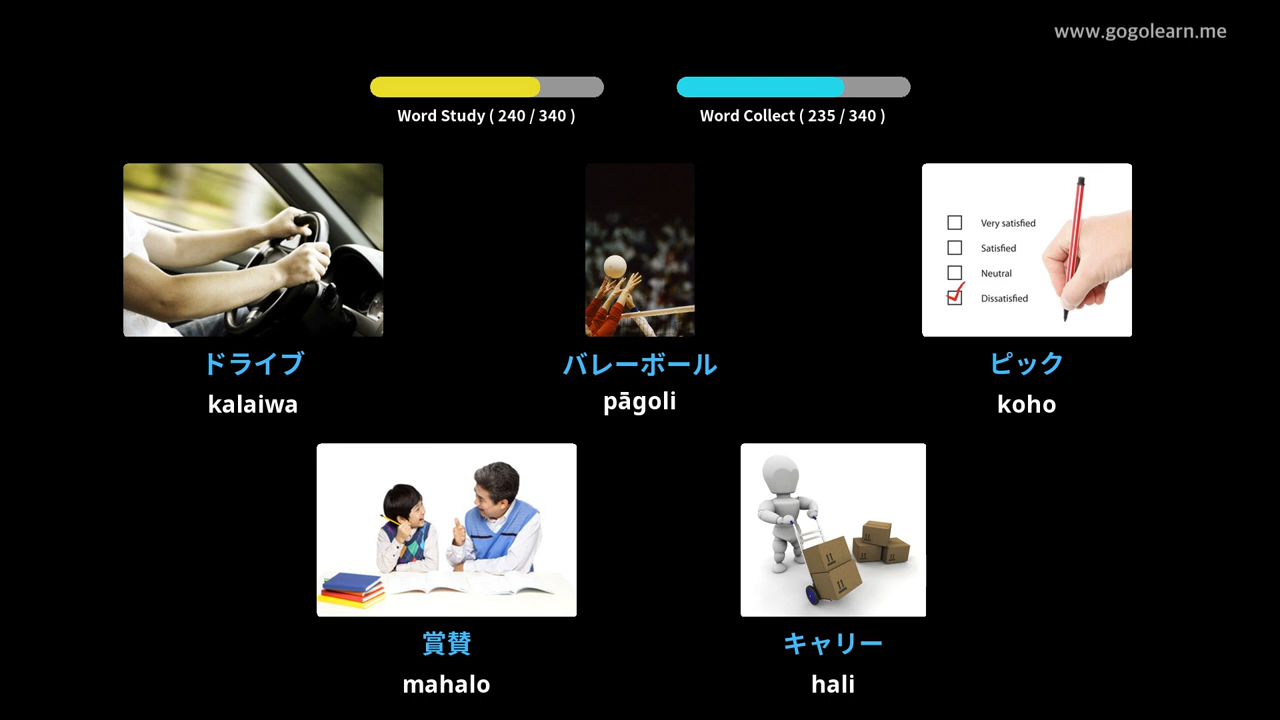 www.gogolearn.me
Word Study ( 240 / 340 )
Word Collect ( 235 / 340 )
Very satisfied
Satisfied
Neutral
Dissatisfied
ドライブ
バレーボール
ピック
kalaiwa
pāgoli
koho
賞賛
キャリー
mahalo
hali